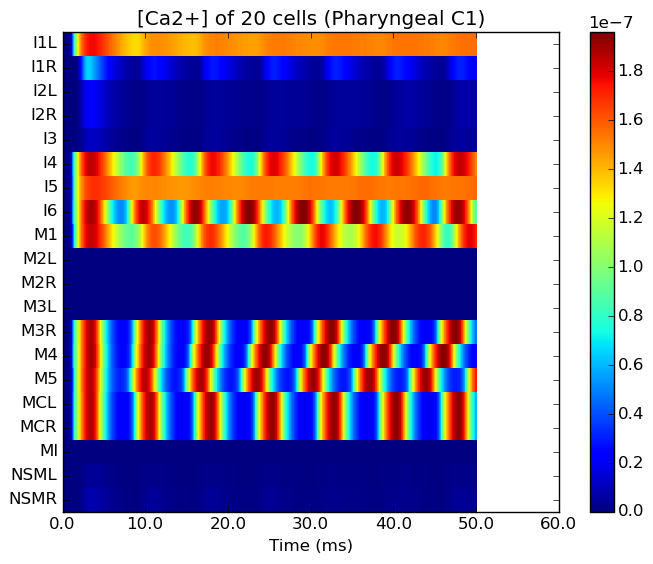 [Ca2+] of 20 cells (Pharyngeal C1)
1e−7
I1L
I1R
I2L
I2R
I3
I4
I5
I6
M1
M2L
M2R
M3L
M3R
M4
M5
MCL
MCR
MI
NSML
NSMR
0.0 10.0 20.0 30.0 40.0 50.0 60.0
Time (ms)
1.8
1.6
1.4
1.2
1.0
0.8
0.6
0.4
0.2
0.0